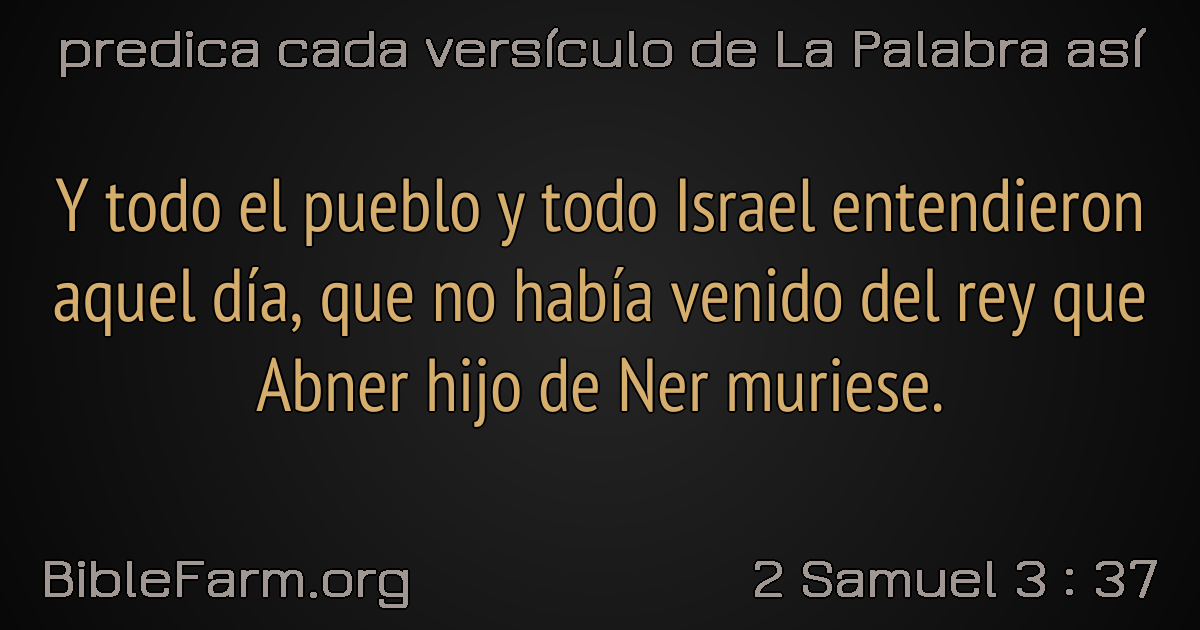 predica cada versículo de La Palabra así
Y todo el pueblo y todo Israel entendieron
aquel día, que no había venido del rey que
Abner hijo de Ner muriese.
BibleFarm.org
2 Samuel 3 : 37